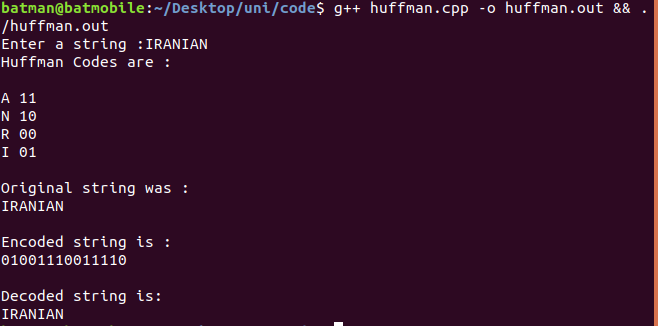 batman@batmobile:~/Desktop/uni/code$ g++ huffman.cpp -o huffman.out && .
/huffman.out
Enter a string :IRANIAN
Huffman Codes are :
A 11
N 10
R 00
I 01
Original string was :
IRANIAN
Encoded string is :
01001110011110
Decoded string is:
IRANIAN